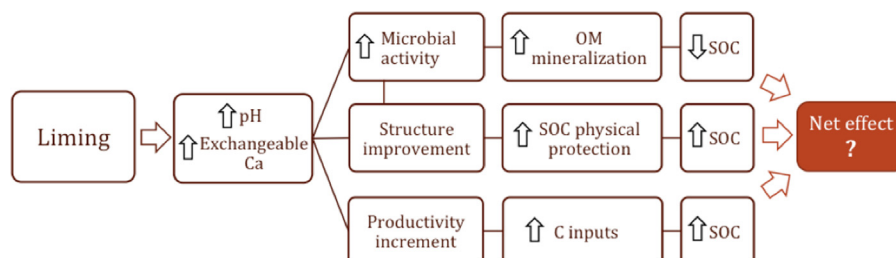 Liming
pH
Exchangeable
Ca
Microbial
activity
OM
mineralization
SOC
Structure
improvement
SOC physical
protection
SOC
Productivity
increment
C inputs
SOC
Net effect
?